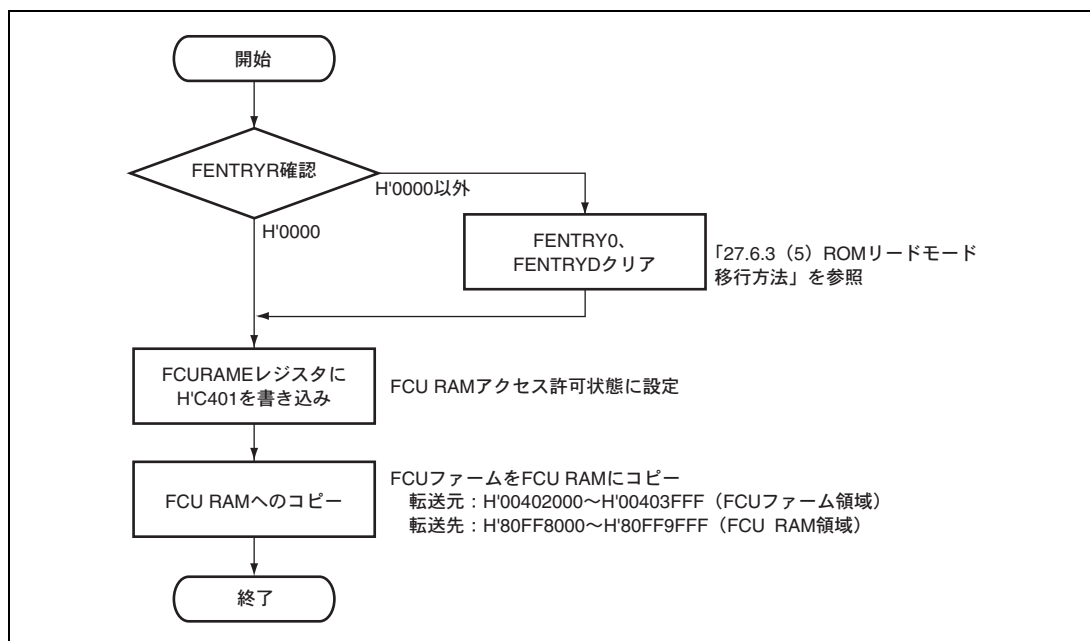 開始
FENTRYR確認
H'0000以外
H'0000
FENTRY0、
FENTRYDクリア
「27.6.3（5）ROMリードモード
移行方法」を参照
FCURAMEレジスタに
H'C401を書き込み
FCU RAMアクセス許可状態に設定
FCU RAMへのコピー
FCUファームをFCU RAMにコピー
転送元：H'00402000～H'00403FFF（FCUファーム領域）
転送先：H'80FF8000～H'80FF9FFF（FCU RAM領域）
終了